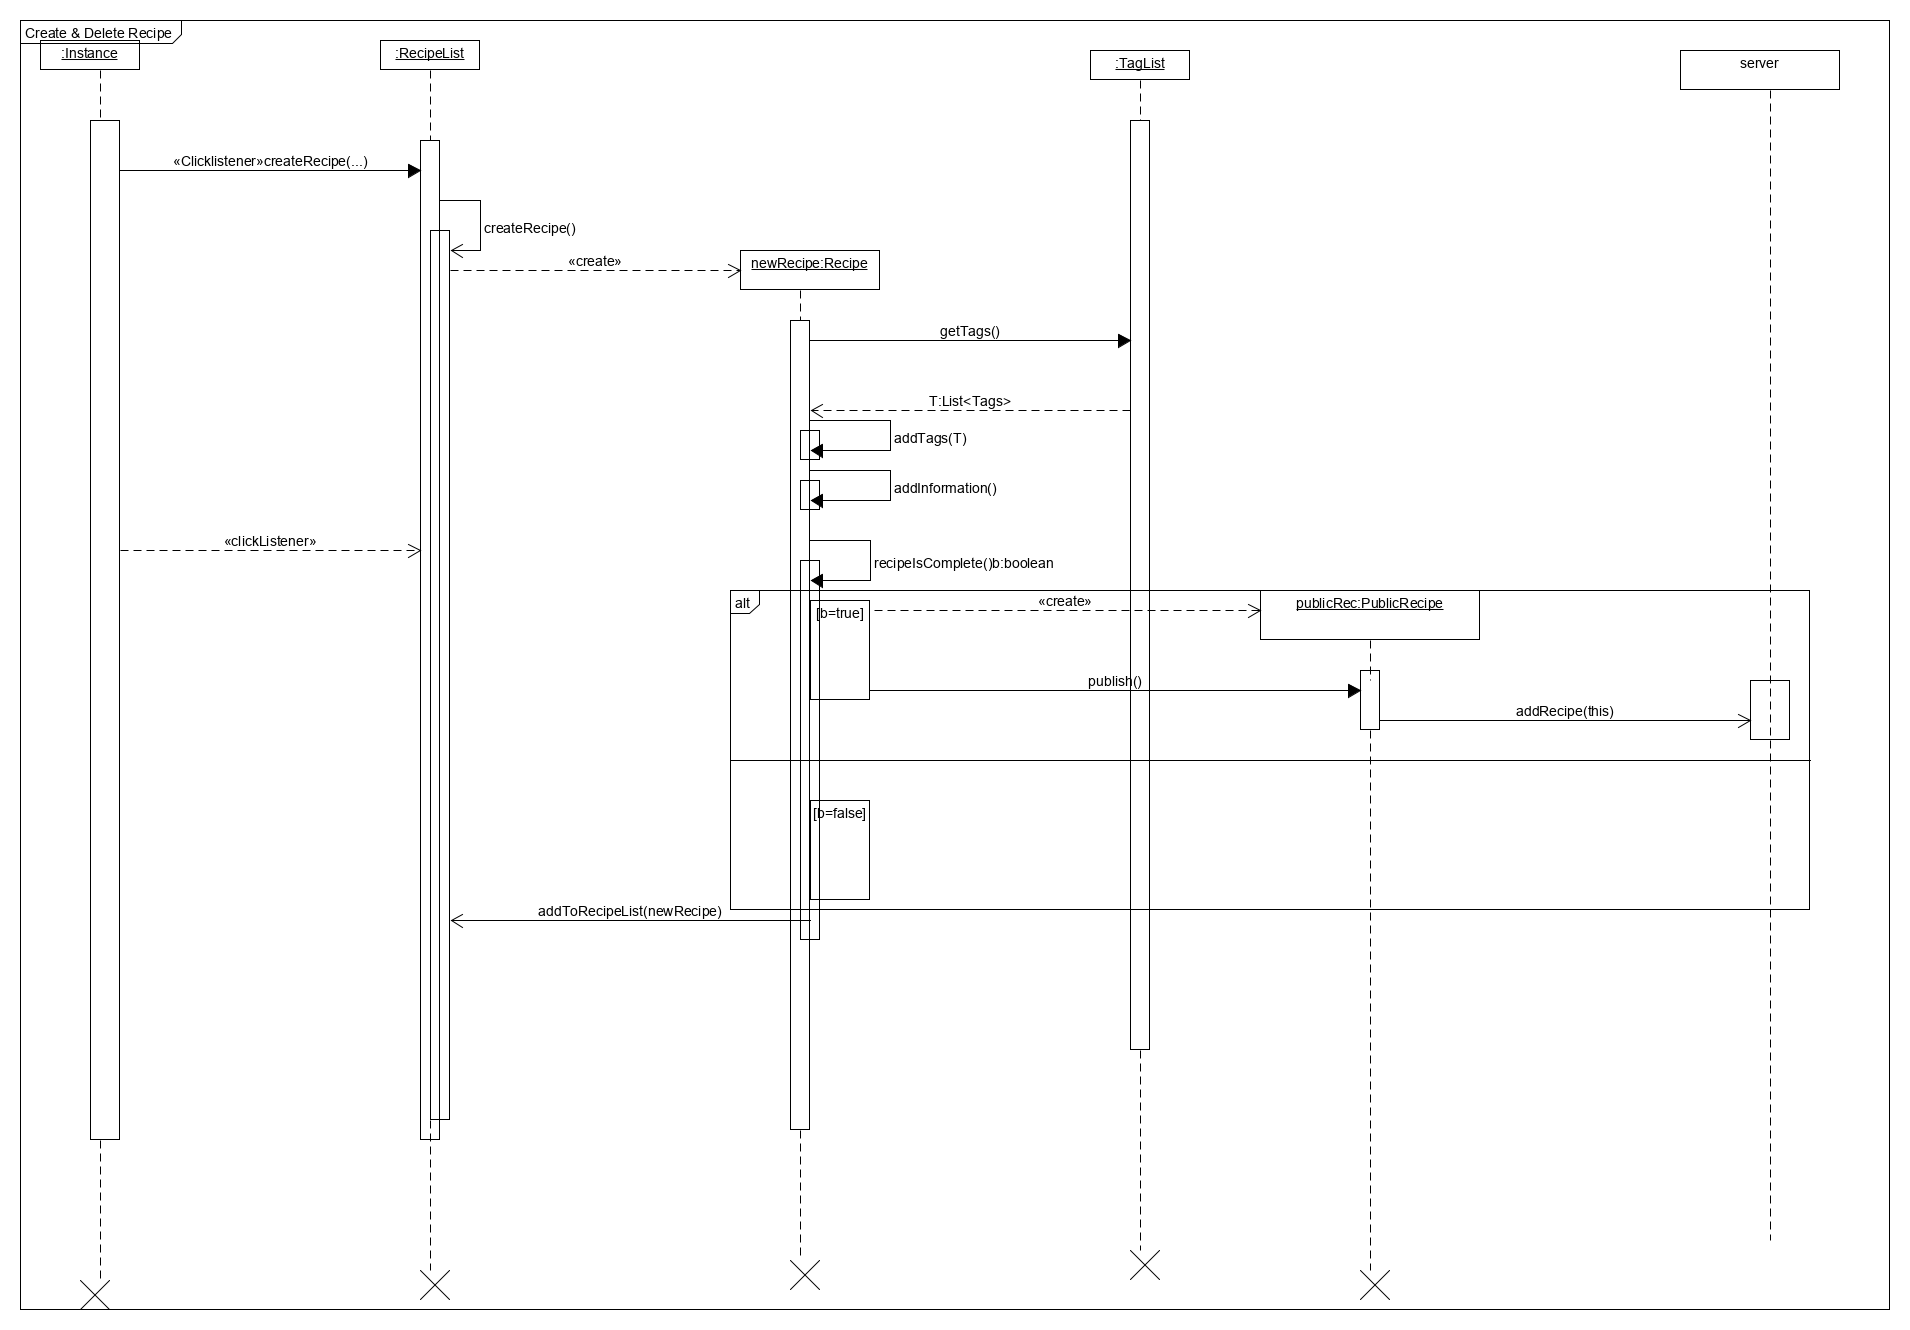 Create & Delete Recipe
:Instance
:RecipeList
:TagList
server
«Clicklistener»createRecipe(...)
createRecipe()
«create»
newRecipe:Recipe
getTags()
T:List<Tags>
addTags(T)
addInformation()
«clickListener»
recipeIsComplete()b:boolean
alt
[b=true]
«create»
publicRec:PublicRecipe
publish()
addRecipe(this)
[b=false]
addToRecipeList(newRecipe)